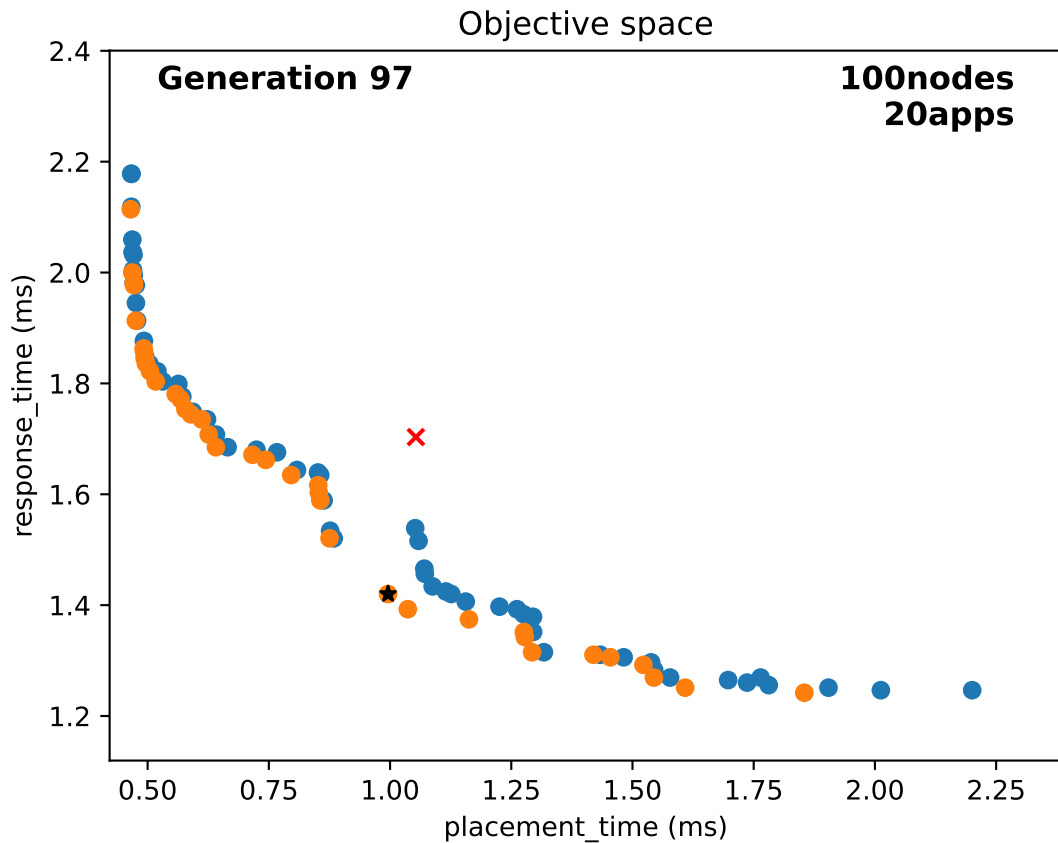 Objective space
Generation 97
100nodes
20apps
response_time (ms)
2.4
2.2
2.0
1.8
1.6
1.4
1.2
0.50 0.75 1.00 1.25 1.50 1.75 2.00 2.25
placement_time (ms)